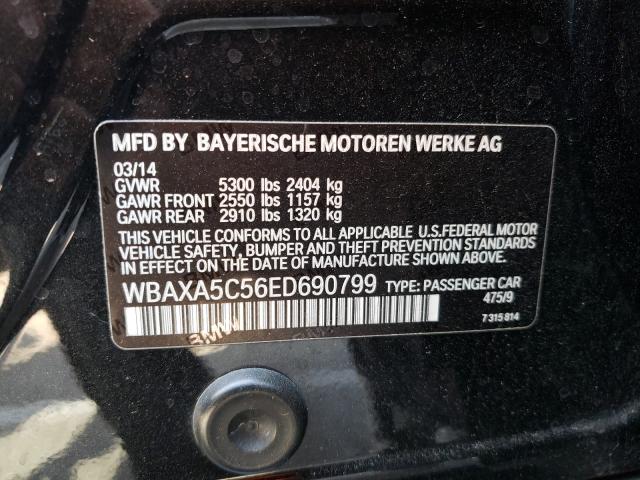 MFD BY BAYERISCHE MOTOREN WERKE AG
03/14
GVWR 5300 lbs 2404 kg
GAWR FRONT 2550 lbs 1157 kg
GAWR REAR 2910 lbs 1320 kg
THIS VEHICLE CONFORMS TO ALL APPLICABLE U.S.FEDERAL MOTOR
VEHICLE SAFETY, BUMPER AND THEFT PREVENTION STANDARDS
IN EFFECT ON THE DATE OF MANUFACTURE SHOWN ABOVE.
WBAXA5C56ED690799 TYPE: PASSENGER CAR
475/9
7 315 814
BMW